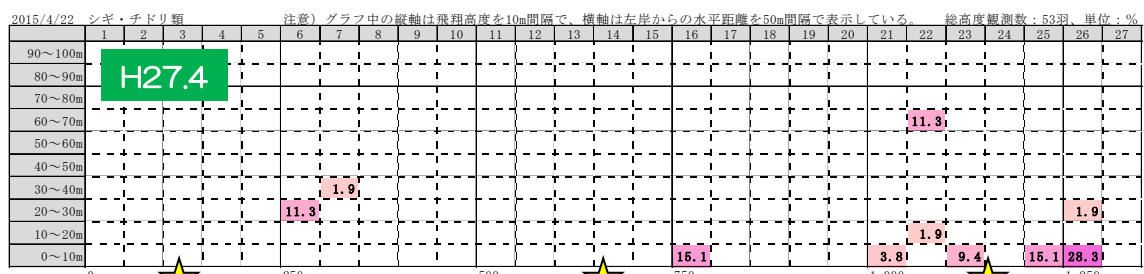 2015/4/22 シギ・チドリ類 注意）グラフ中の縦軸は飛翔高度を10m間隔で、横軸は左岸からの水平距離を50m間隔で表示している。 総高度観測数：53羽、単位：％
1 2 3 4 5 6 7 8 9 10 11 12 13 14 15 16 17 18 19 20 21 22 23 24 25 26 27
90～100m
H27.4
80～90m
70～80m
60～70m 11.3
50～60m
40～50m
30～40m 1.9
20～30m 11.3 1.9
10～20m 1.9
0～10m 15.1 3.8 9.4 15.1 28.3